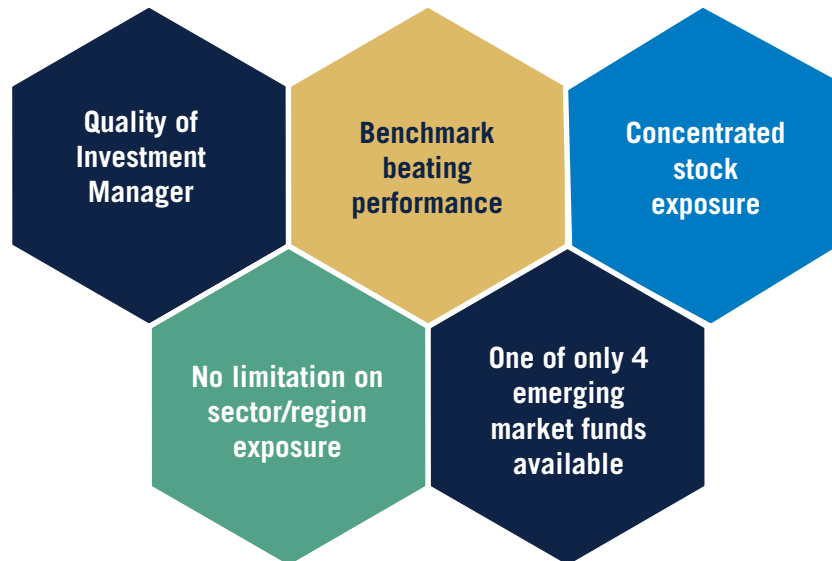 Quality of
Investment
Manager
Benchmark
beating
performance
Concentrated
stock
exposure
No limitation on
sector/region
exposure
One of only 4
emerging
market funds
available